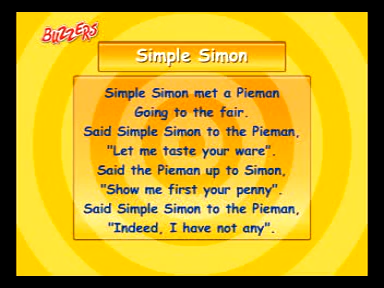 BUZZERS
Simple Simon
Simple Simon met a Pieman
Going to the fair.
Said Simple Simon to the Pieman,
"Let me taste your ware".
Said the Pieman up to Simon,
"Show me first your penny".
Said Simple Simon to the Pieman,
"Indeed, I have not any".